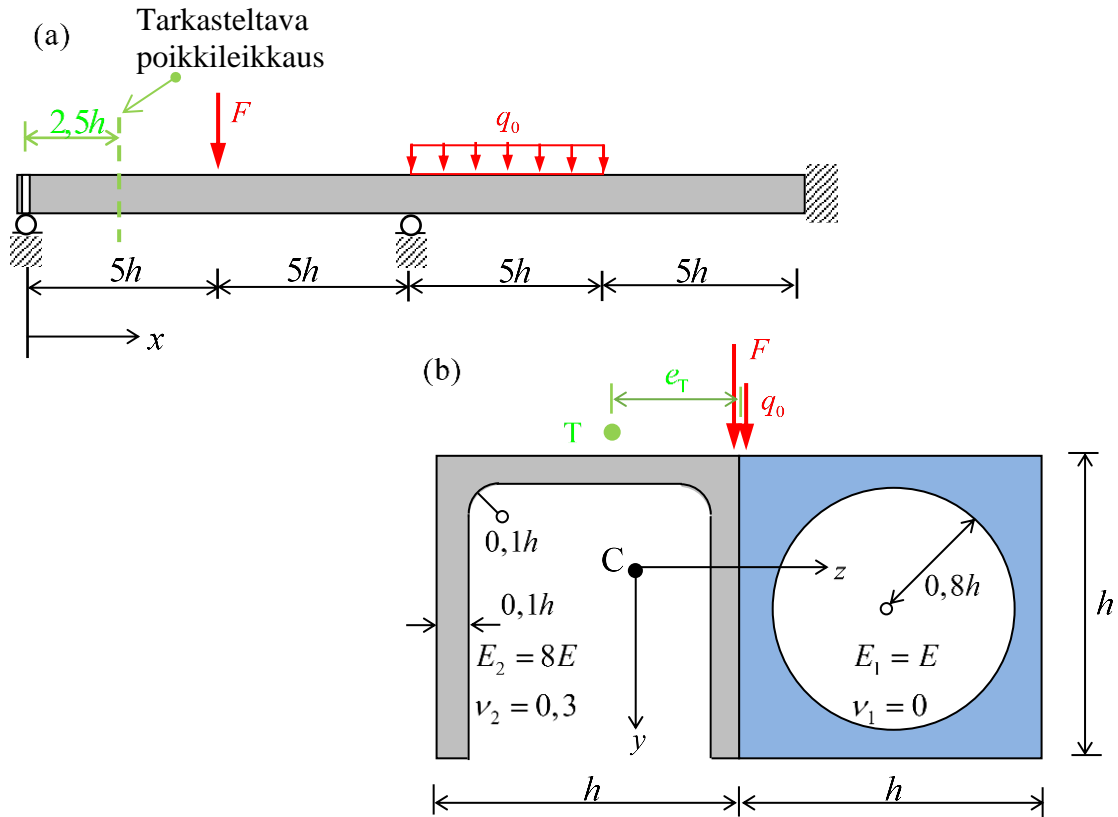 (a)
Tarkasteltava
poikkileikkaus
2,5h
F
q₀
5h
5h
5h
5h
x
(b)
F
e_T
q₀
T
0,1h
C
z
0,8h
h
0,1h
E₂ = 8E
E₁ = E
ν₂ = 0,3
ν₁ = 0
y
h
h